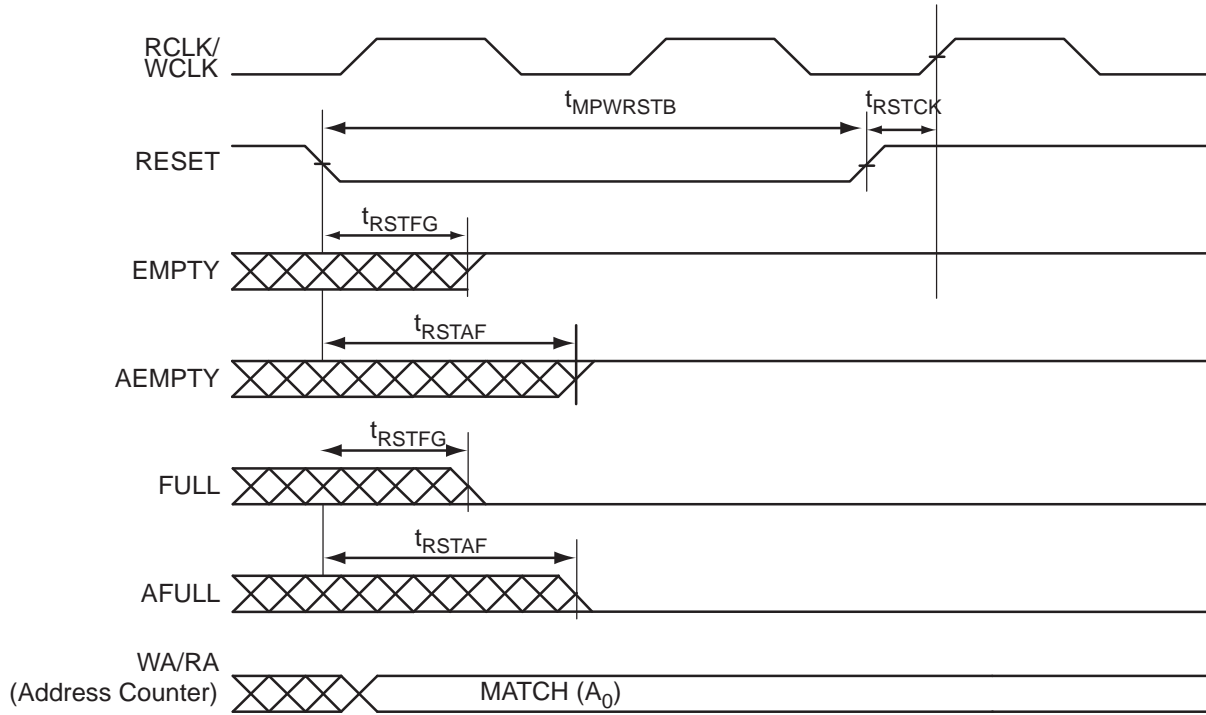 RCLK/
WCLK
tMPWRSTB
tRSTCK
RESET
tRSTFG
EMPTY
tRSTAF
AEMPTY
tRSTFG
FULL
tRSTAF
AFULL
WA/RA
(Address Counter)
MATCH (A0)